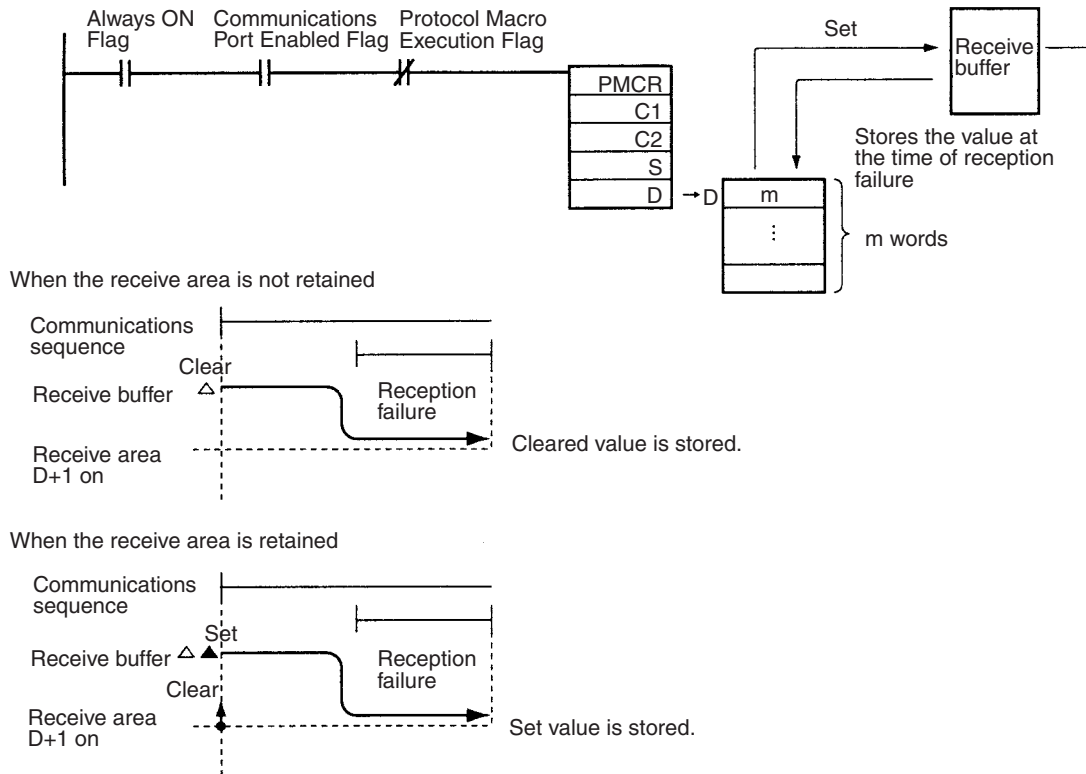 Always ON
Flag
Communications
Port Enabled Flag
Protocol Macro
Execution Flag
PMCR
C1
C2
S
D
Set
Receive
buffer
Stores the value at
the time of reception
failure
D
m
⋮
m words
When the receive area is not retained
Communications
sequence
Clear
Receive buffer
Reception
failure
Receive area
D+1 on
Cleared value is stored.
When the receive area is retained
Communications
sequence
Set
Receive buffer
Reception
failure
Clear
Receive area
D+1 on
Set value is stored.